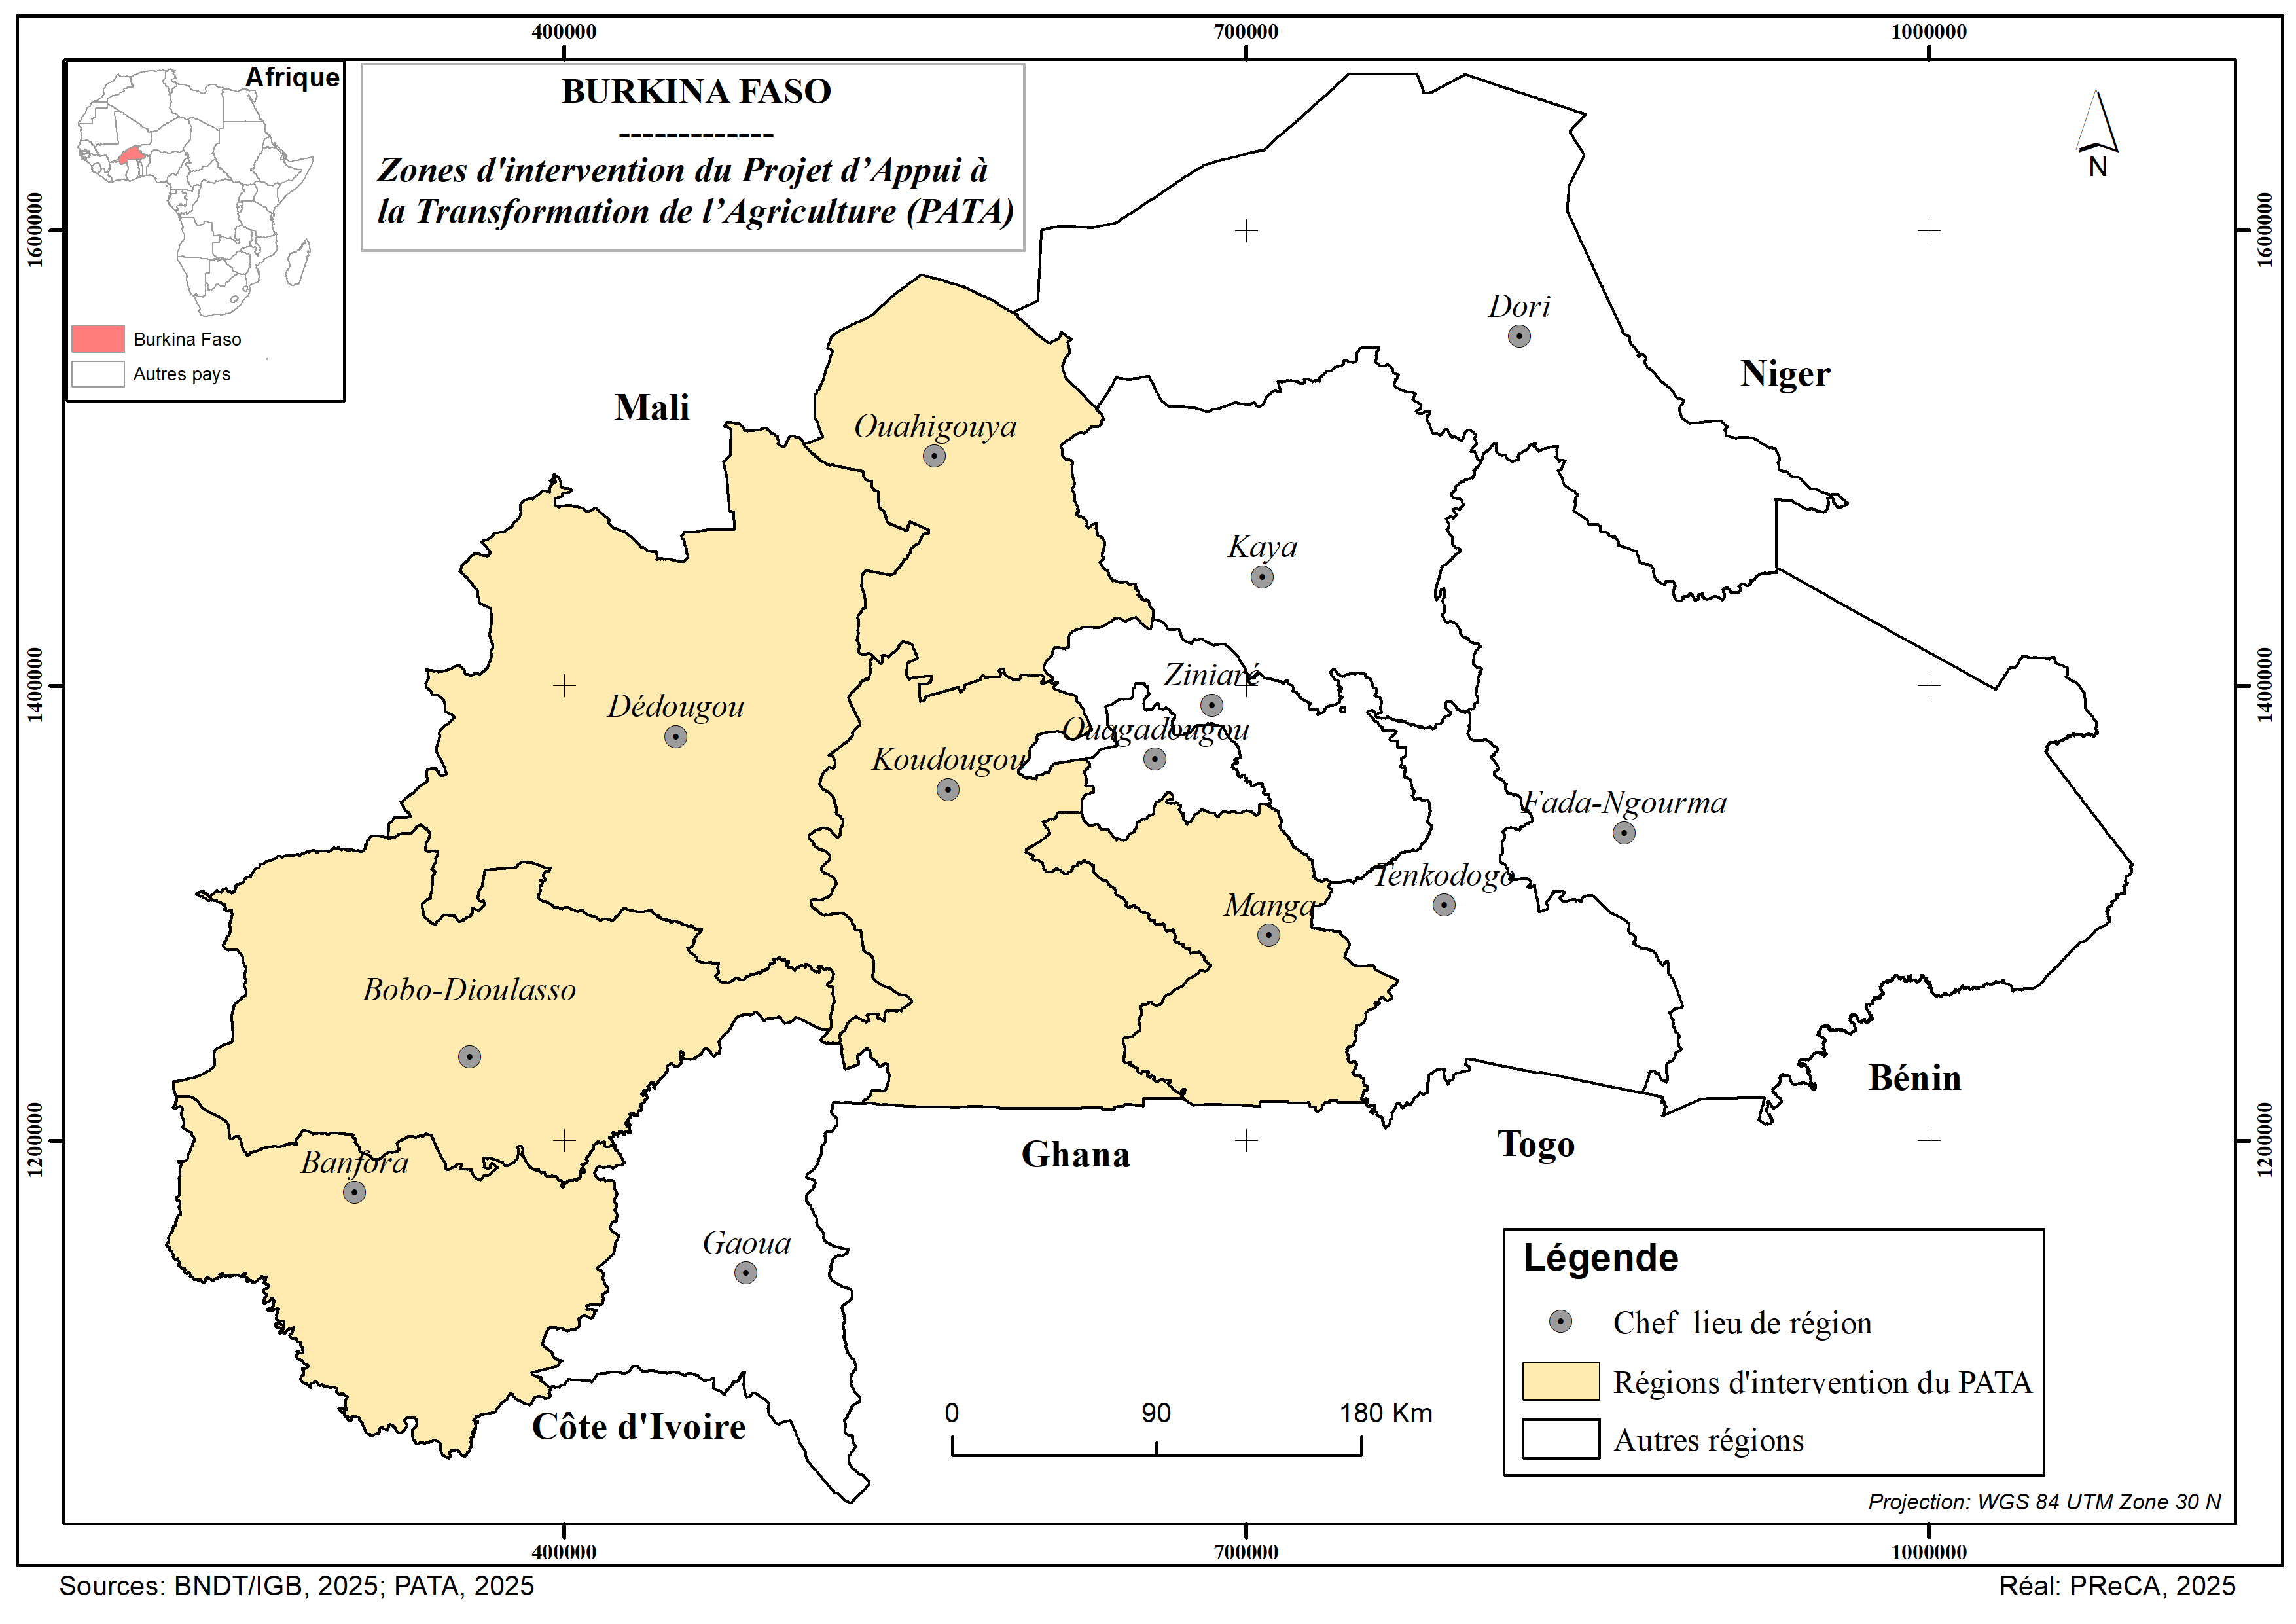 400000
700000
1000000
Afrique
Burkina Faso
Autres pays
BURKINA FASO
-------------
Zones d'intervention du Projet d’Appui à
la Transformation de l’Agriculture (PATA)
N
1600000
1600000
Dori
Niger
Mali
Ouahigouya
Kaya
Ziniaré
1400000
1400000
Dédougou
Ouagadougou
Koudougou
Fada-Ngourma
Tenkodogo
Manga
Bobo-Dioulasso
Bénin
1200000
1200000
Ghana
Togo
Banfora
Gaoua
Côte d'Ivoire
0 90 180 Km
Légende
Chef lieu de région
Régions d'intervention du PATA
Autres régions
Projection: WGS 84 UTM Zone 30 N
400000
700000
1000000
Sources: BNDT/IGB, 2025; PATA, 2025
Réal: PReCA, 2025